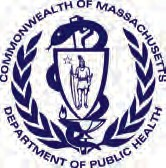 COMMONWEALTH OF MASSACHUSETTS
DEPARTMENT OF PUBLIC HEALTH